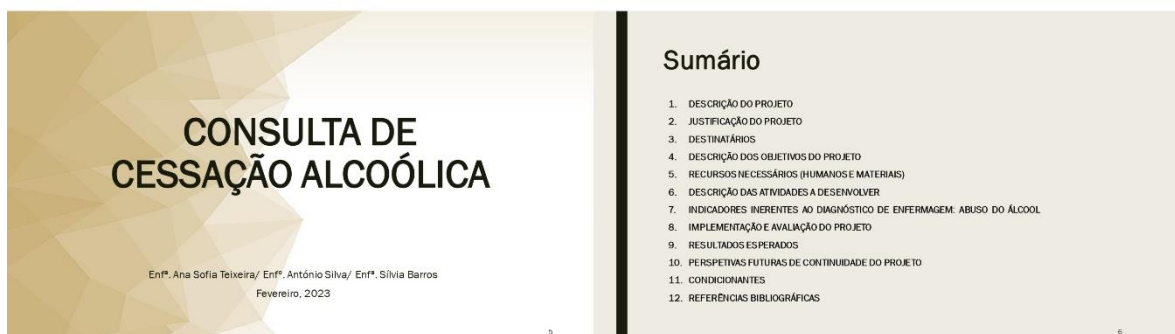 CONSULTA DE
CESSAÇÃO ALCOÓLICA
Enfª. Ana Sofia Teixeira/ Enfº. António Silva/ Enfª. Sílvia Barros
Fevereiro, 2023
5
Sumário
1. DESCRIÇÃO DO PROJETO
2. JUSTIFICAÇÃO DO PROJETO
3. DESTINATÁRIOS
4. DESCRIÇÃO DOS OBJETIVOS DO PROJETO
5. RECURSOS NECESSÁRIOS (HUMANOS E MATERIAIS)
6. DESCRIÇÃO DAS ATIVIDADES A DESENVOLVER
7. INDICADORES INERENTES AO DIAGNÓSTICO DE ENFERMAGEM: ABUSO DO ÁLCOOL
8. IMPLEMENTAÇÃO E AVALIAÇÃO DO PROJETO
9. RESULTADOS ESPERADOS
10. PERSPETIVAS FUTURAS DE CONTINUIDADE DO PROJETO
11. CONDICIONANTES
12. REFERÊNCIAS BIBLIOGRÁFICAS
6